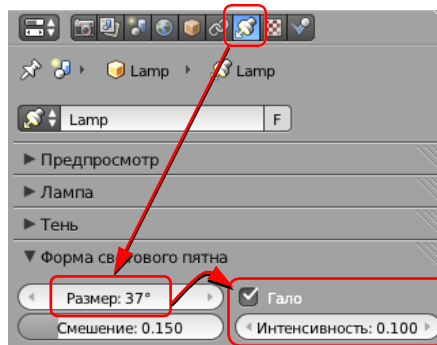 Lamp Lamp
Lamp F
Предпросмотр
Лампа
Тень
Форма светового пятна
Размер: 37° Гало
Смешение: 0.150 Интенсивность: 0.100